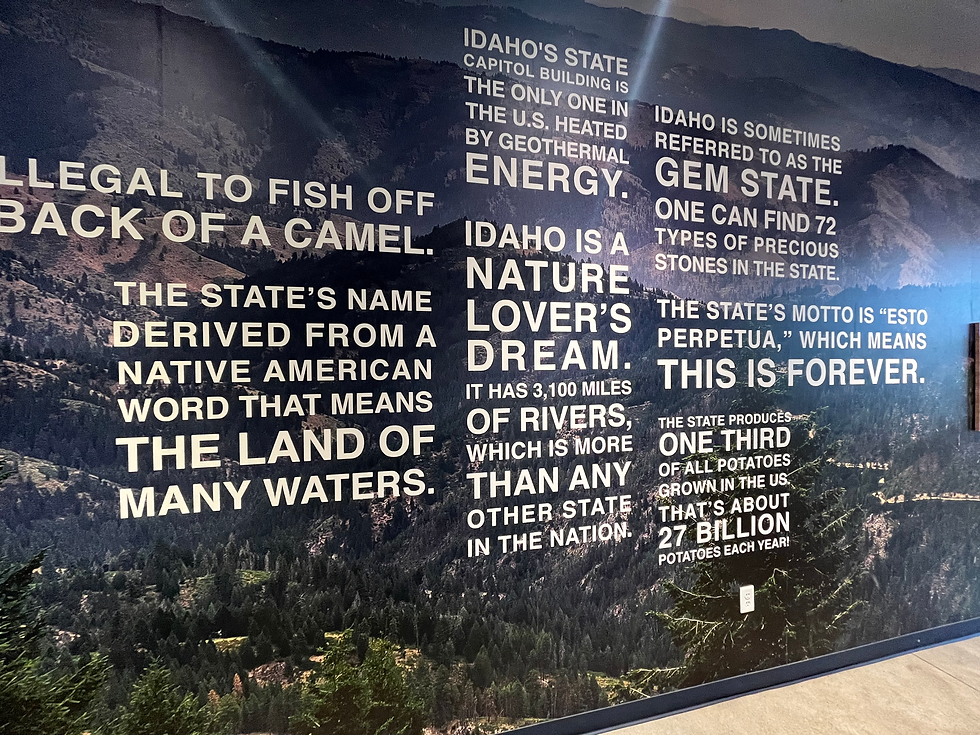 LLEGAL TO FISH OFF
BACK OF A CAMEL.
THE STATE'S NAME
DERIVED FROM A
NATIVE AMERICAN
WORD THAT MEANS
THE LAND OF
MANY WATERS.
IDAHO'S STATE
CAPITOL BUILDING IS
THE ONLY ONE IN
THE U.S. HEATED
BY GEOTHERMAL
ENERGY.
IDAHO IS A
NATURE
LOVER'S
DREAM.
IT HAS 3,100 MILES
OF RIVERS,
WHICH IS MORE
THAN ANY
OTHER STATE
IN THE NATION.
IDAHO IS SOMETIMES
REFERRED TO AS THE
GEM STATE.
ONE CAN FIND 72
TYPES OF PRECIOUS
STONES IN THE STATE.
THE STATE'S MOTTO IS “ESTO
PERPETUA,” WHICH MEANS
THIS IS FOREVER.
THE STATE PRODUCES
ONE THIRD
OF ALL POTATOES
GROWN IN THE US.
THAT'S ABOUT
27 BILLION
POTATOES EACH YEAR!